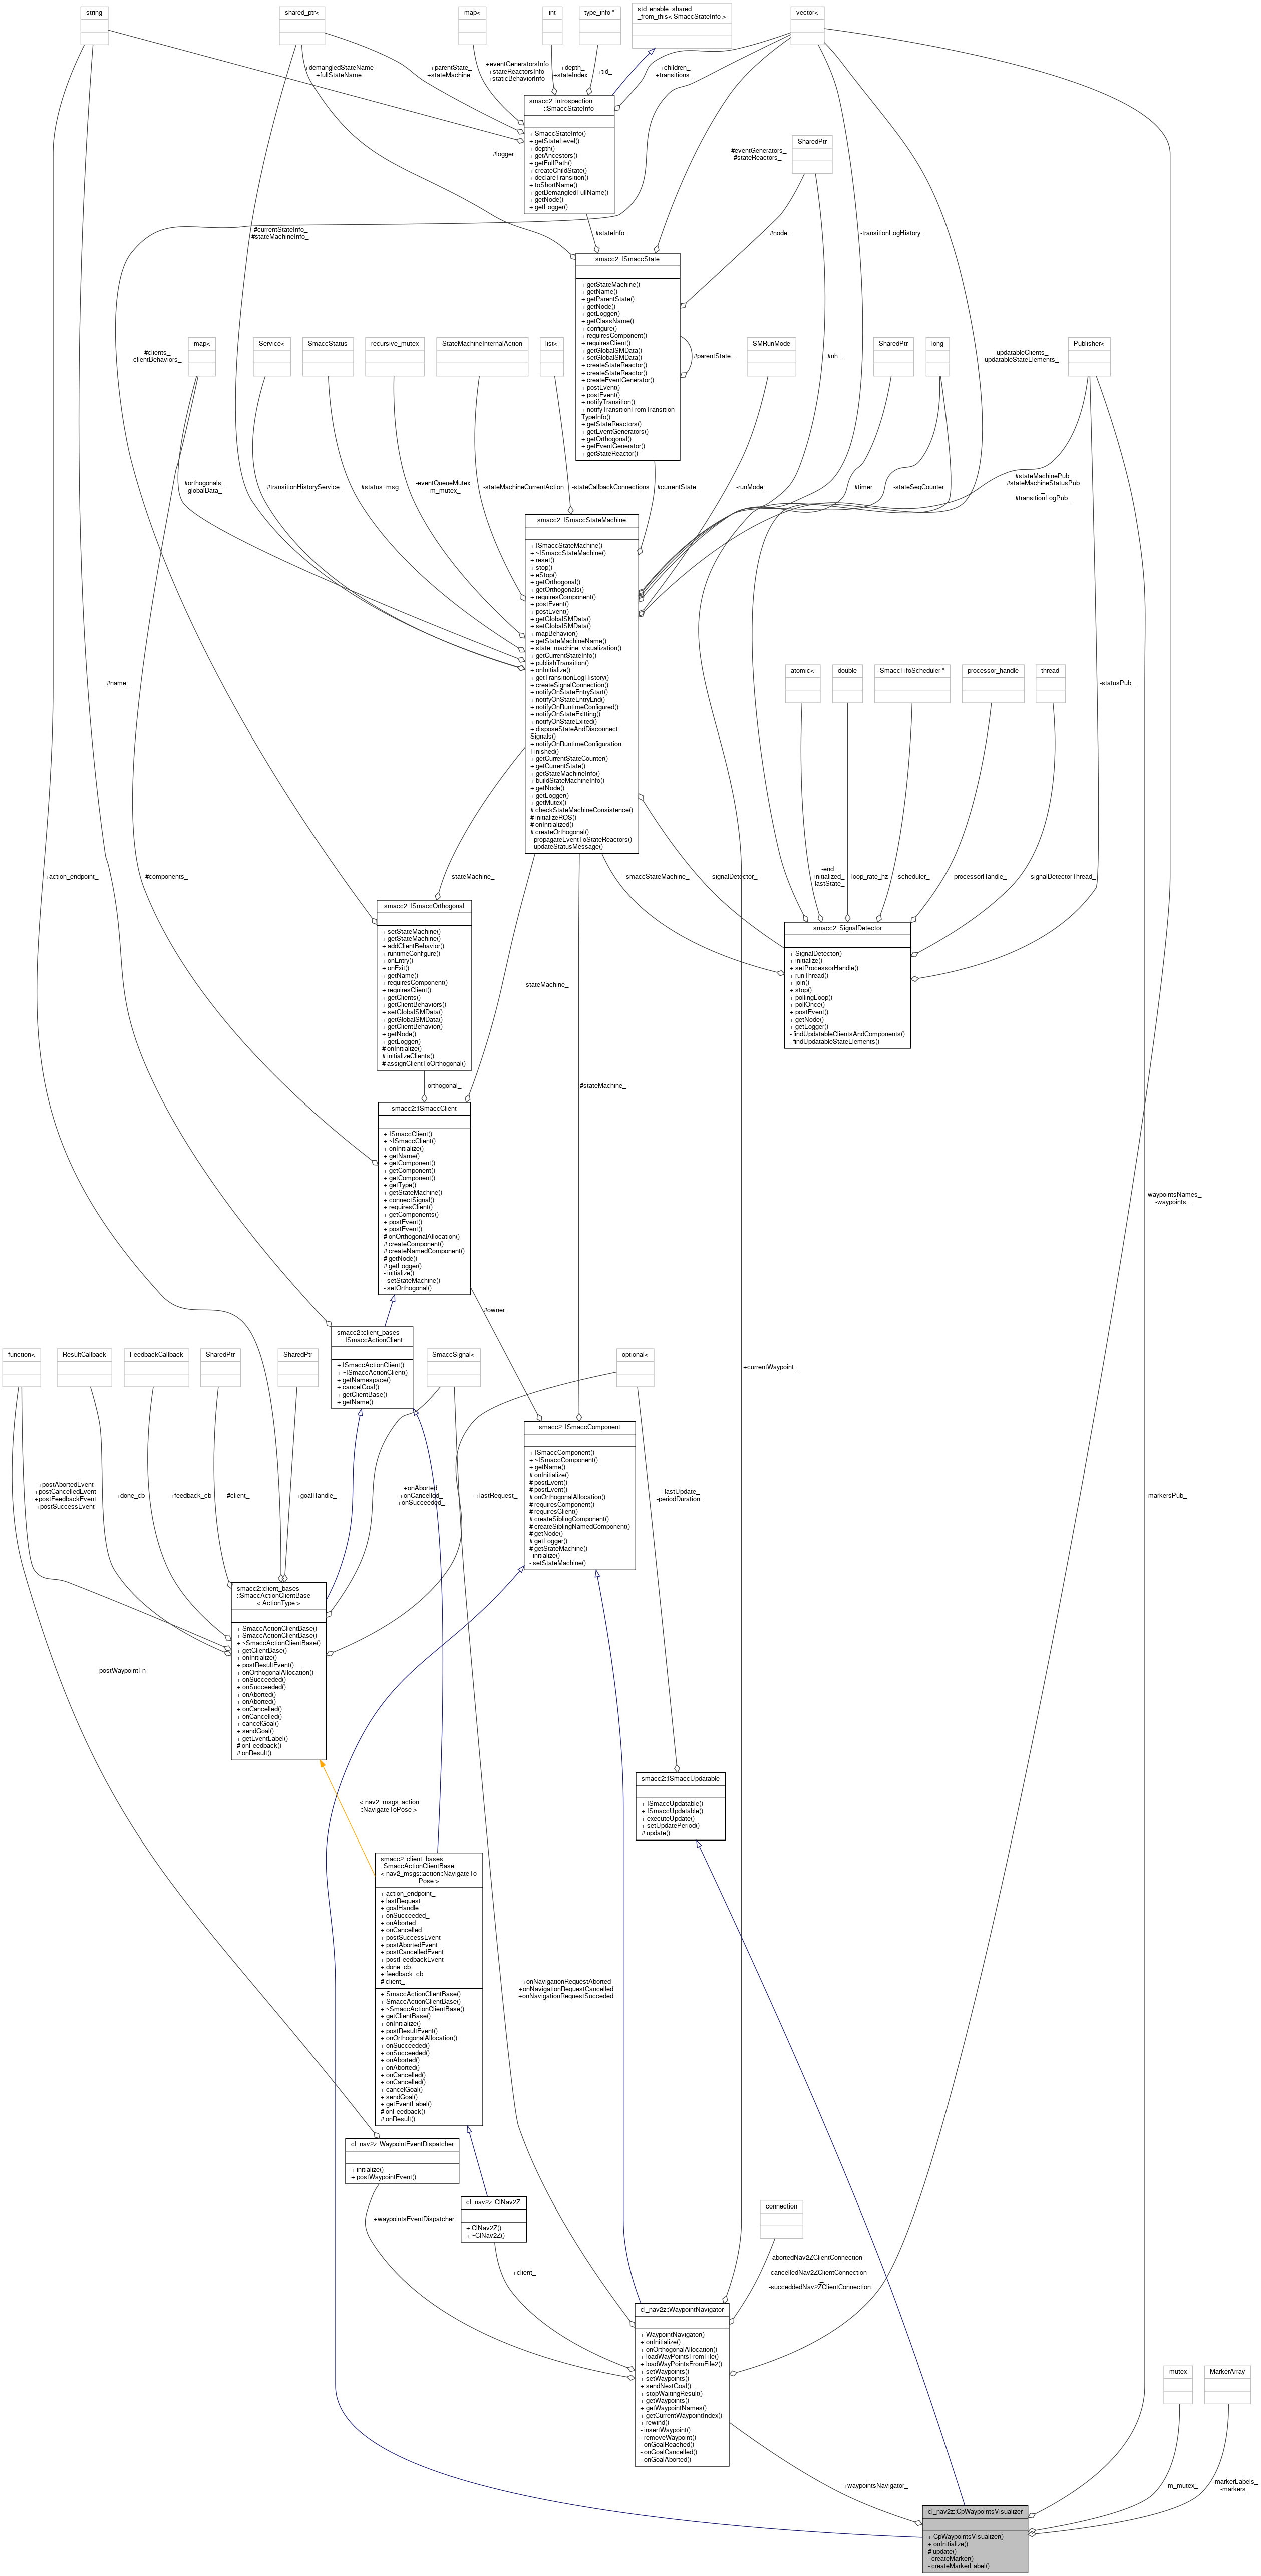 string
shared_ptr<
map<
int
type_info *
std::enable_shared
_from_this< SmaccStateInfo >
vector<
+demangledStateName
+fullStateName
+parentState_
+stateMachine_
+eventGeneratorsInfo
+stateReactorsInfo
+staticBehaviorInfo
+depth_
+stateIndex_
+tid_
+children_
+transitions_
smacc2::introspection
::SmaccStateInfo
+ SmaccStateInfo()
+ getStateLevel()
+ depth()
+ getAncestors()
+ getFullPath()
+ createChildState()
+ declareTransition()
+ toShortName()
+ getDemangledFullName()
+ getNode()
+ getLogger()
#logger_
#eventGenerators_
#stateReactors_
SharedPtr
#currentStateInfo_
#stateMachineInfo_
#stateInfo_
#node_
-transitionLogHistory_
smacc2::ISmaccState
+ getStateMachine()
+ getName()
+ getParentState()
+ getNode()
+ getLogger()
+ getClassName()
+ configure()
+ requiresComponent()
+ requiresClient()
+ getGlobalSMData()
+ setGlobalSMData()
+ createStateReactor()
+ createStateReactor()
+ createEventGenerator()
+ postEvent()
+ postEvent()
+ notifyTransition()
+ notifyTransitionFromTransition
TypeInfo()
+ getStateReactors()
+ getEventGenerators()
+ getOrthogonal()
+ getEventGenerator()
+ getStateReactor()
#parentState_
#clients_
-clientBehaviors_
map<
Service<
SmaccStatus
recursive_mutex
StateMachineInternalAction
list<
SMRunMode
#nh_
SharedPtr
long
-updatableClients_
-updatableStateElements_
Publisher<
#orthogonals_
-globalData_
#transitionHistoryService_
#status_msg_
-eventQueueMutex_
-m_mutex_
-stateMachineCurrentAction
-stateCallbackConnections
#currentState_
-runMode_
#timer_
-stateSeqCounter_
#stateMachinePub_
#stateMachineStatusPub
_
#transitionLogPub_
smacc2::ISmaccStateMachine
+ ISmaccStateMachine()
+ ~ISmaccStateMachine()
+ reset()
+ stop()
+ eStop()
+ getOrthogonal()
+ getOrthogonals()
+ requiresComponent()
+ postEvent()
+ postEvent()
+ getGlobalSMData()
+ setGlobalSMData()
+ mapBehavior()
+ getStateMachineName()
+ state_machine_visualization()
+ getCurrentStateInfo()
+ publishTransition()
+ onInitialize()
+ getTransitionLogHistory()
+ createSignalConnection()
+ notifyOnStateEntryStart()
+ notifyOnStateEntryEnd()
+ notifyOnRuntimeConfigured()
+ notifyOnStateExitting()
+ notifyOnStateExited()
+ disposeStateAndDisconnect
Signals()
+ notifyOnRuntimeConfiguration
Finished()
+ getCurrentStateCounter()
+ getCurrentState()
+ getStateMachineInfo()
+ buildStateMachineInfo()
+ getNode()
+ getLogger()
+ getMutex()
# checkStateMachineConsistence()
# initializeROS()
# onInitialized()
# createOrthogonal()
- propagateEventToStateReactors()
- updateStatusMessage()
#name_
atomic<
double
SmaccFifoScheduler *
processor_handle
thread
-statusPub_
+action_endpoint_
#components_
-stateMachine_
-smaccStateMachine_
-signalDetector_
-end_
-initialized_
-lastState_
-loop_rate_hz
-scheduler_
-processorHandle_
-signalDetectorThread_
smacc2::ISmaccOrthogonal
+ setStateMachine()
+ getStateMachine()
+ addClientBehavior()
+ runtimeConfigure()
+ onEntry()
+ onExit()
+ getName()
+ requiresComponent()
+ requiresClient()
+ getClients()
+ getClientBehaviors()
+ setGlobalSMData()
+ getGlobalSMData()
+ getClientBehavior()
+ getNode()
+ getLogger()
# onInitialize()
# initializeClients()
# assignClientToOrthogonal()
smacc2::SignalDetector
+ SignalDetector()
+ initialize()
+ setProcessorHandle()
+ runThread()
+ join()
+ stop()
+ pollingLoop()
+ pollOnce()
+ postEvent()
+ getNode()
+ getLogger()
- findUpdatableClientsAndComponents()
- findUpdatableStateElements()
-stateMachine_
-orthogonal_
#stateMachine_
smacc2::ISmaccClient
+ ISmaccClient()
+ ~ISmaccClient()
+ onInitialize()
+ getName()
+ getComponent()
+ getComponent()
+ getComponent()
+ getType()
+ getStateMachine()
+ connectSignal()
+ requiresClient()
+ getComponents()
+ postEvent()
+ postEvent()
# onOrthogonalAllocation()
# createComponent()
# createNamedComponent()
# getNode()
# getLogger()
- initialize()
- setStateMachine()
- setOrthogonal()
-waypointsNames_
-waypoints_
#owner_
smacc2::client_bases
::ISmaccActionClient
+ ISmaccActionClient()
+ ~ISmaccActionClient()
+ getNamespace()
+ cancelGoal()
+ getClientBase()
+ getName()
function<
ResultCallback
FeedbackCallback
SharedPtr
SharedPtr
SmaccSignal<
optional<
+currentWaypoint_
smacc2::ISmaccComponent
+ ISmaccComponent()
+ ~ISmaccComponent()
+ getName()
# onInitialize()
# postEvent()
# postEvent()
# onOrthogonalAllocation()
# requiresComponent()
# requiresClient()
# createSiblingComponent()
# createSiblingNamedComponent()
# getNode()
# getLogger()
# getStateMachine()
- initialize()
- setStateMachine()
+postAbortedEvent
+postCancelledEvent
+postFeedbackEvent
+postSuccessEvent
+done_cb
+feedback_cb
#client_
+goalHandle_
+onAborted_
+onCancelled_
+onSucceeded_
+lastRequest_
-lastUpdate_
-periodDuration_
-markersPub_
smacc2::client_bases
::SmaccActionClientBase
< ActionType >
+ SmaccActionClientBase()
+ SmaccActionClientBase()
+ ~SmaccActionClientBase()
+ getClientBase()
+ onInitialize()
+ postResultEvent()
+ onOrthogonalAllocation()
+ onSucceeded()
+ onSucceeded()
+ onAborted()
+ onAborted()
+ onCancelled()
+ onCancelled()
+ cancelGoal()
+ sendGoal()
+ getEventLabel()
# onFeedback()
# onResult()
-postWaypointFn
smacc2::ISmaccUpdatable
+ ISmaccUpdatable()
+ ISmaccUpdatable()
+ executeUpdate()
+ setUpdatePeriod()
# update()
< nav2_msgs::action
::NavigateToPose >
smacc2::client_bases
::SmaccActionClientBase
< nav2_msgs::action::NavigateTo
Pose >
+ action_endpoint_
+ lastRequest_
+ goalHandle_
+ onSucceeded_
+ onAborted_
+ onCancelled_
+ postSuccessEvent
+ postAbortedEvent
+ postCancelledEvent
+ postFeedbackEvent
+ done_cb
+ feedback_cb
# client_
+ SmaccActionClientBase()
+ SmaccActionClientBase()
+ ~SmaccActionClientBase()
+ getClientBase()
+ onInitialize()
+ postResultEvent()
+ onOrthogonalAllocation()
+ onSucceeded()
+ onSucceeded()
+ onAborted()
+ onAborted()
+ onCancelled()
+ onCancelled()
+ cancelGoal()
+ sendGoal()
+ getEventLabel()
# onFeedback()
# onResult()
+onNavigationRequestAborted
+onNavigationRequestCancelled
+onNavigationRequestSucceded
cl_nav2z::WaypointEventDispatcher
+ initialize()
+ postWaypointEvent()
cl_nav2z::ClNav2Z
+ ClNav2Z()
+ ~ClNav2Z()
connection
+waypointsEventDispatcher
+client_
-abortedNav2ZClientConnection
_
-cancelledNav2ZClientConnection
_
-succeddedNav2ZClientConnection_
cl_nav2z::WaypointNavigator
+ WaypointNavigator()
+ onInitialize()
+ onOrthogonalAllocation()
+ loadWayPointsFromFile()
+ loadWayPointsFromFile2()
+ setWaypoints()
+ setWaypoints()
+ sendNextGoal()
+ stopWaitingResult()
+ getWaypoints()
+ getWaypointNames()
+ getCurrentWaypointIndex()
+ rewind()
- insertWaypoint()
- removeWaypoint()
- onGoalReached()
- onGoalCancelled()
- onGoalAborted()
mutex
MarkerArray
+waypointsNavigator_
-m_mutex_
-markerLabels_
-markers_
cl_nav2z::CpWaypointsVisualizer
+ CpWaypointsVisualizer()
+ onInitialize()
# update()
- createMarker()
- createMarkerLabel()